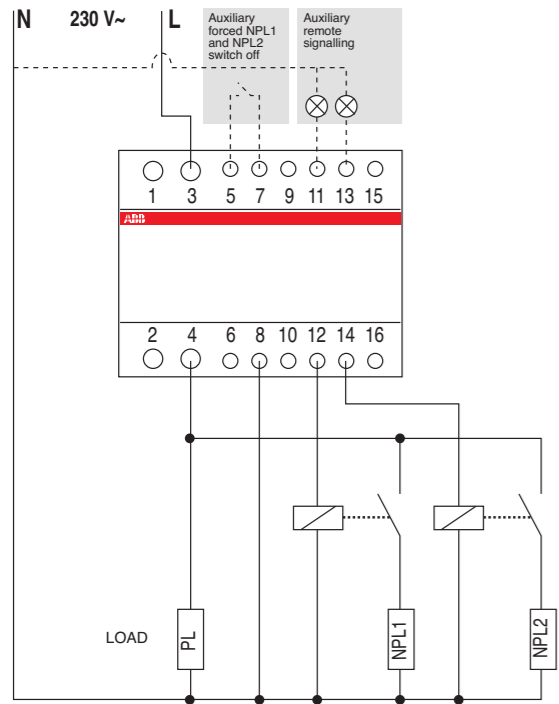 N 230 V~ L
Auxiliary
forced NPL1
and NPL2
switch off
Auxiliary
remote
signalling
1 3 5 7 9 11 13 15
ABB
2 4 6 8 10 12 14 16
LOAD
PL
NPL1
NPL2